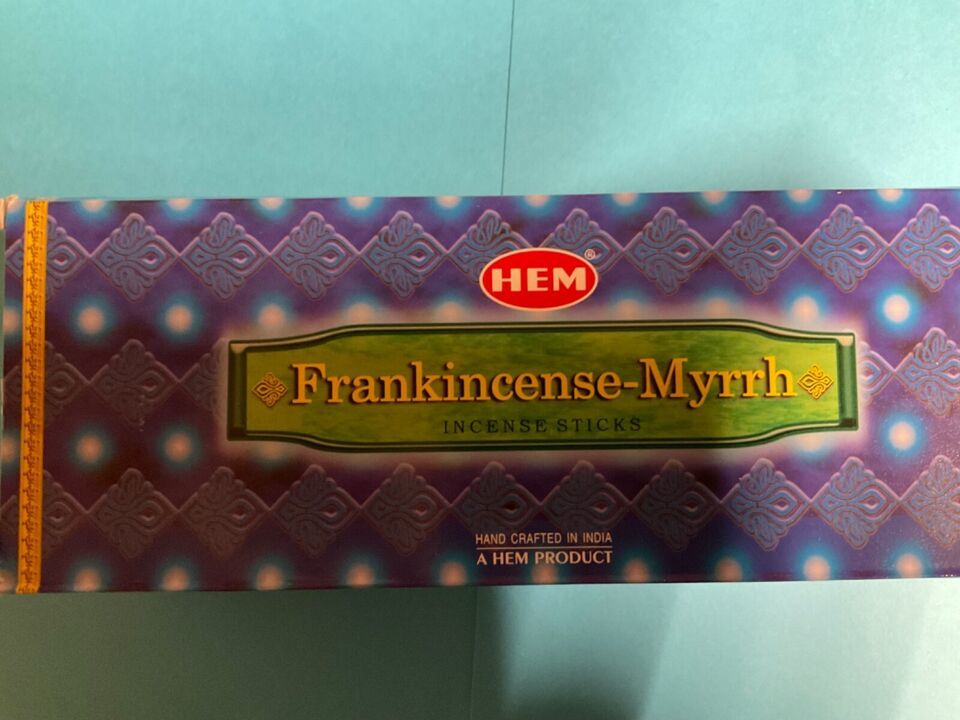 HEM®
Frankincense-Myrrh
INCENSE STICKS
HAND CRAFTED IN INDIA
A HEM PRODUCT